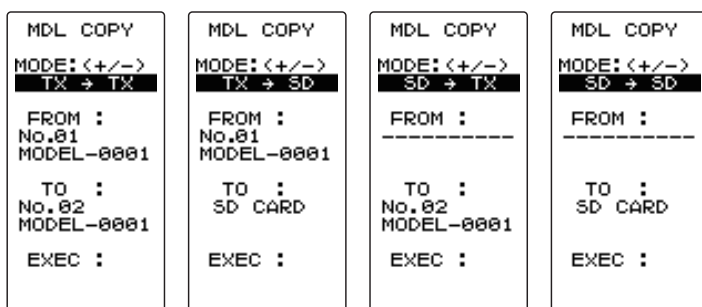 MDL COPY
MODE:(+/-)
TX → TX
FROM :
No.01
MODEL-0001
TO :
No.02
MODEL-0001
EXEC :
MDL COPY
MODE:(+/-)
TX → SD
FROM :
No.01
MODEL-0001
TO :
SD CARD
EXEC :
MDL COPY
MODE:(+/-)
SD → TX
FROM :
----------
TO :
No.02
MODEL-0001
EXEC :
MDL COPY
MODE:(+/-)
SD → SD
FROM :
----------
TO :
SD CARD
EXEC :